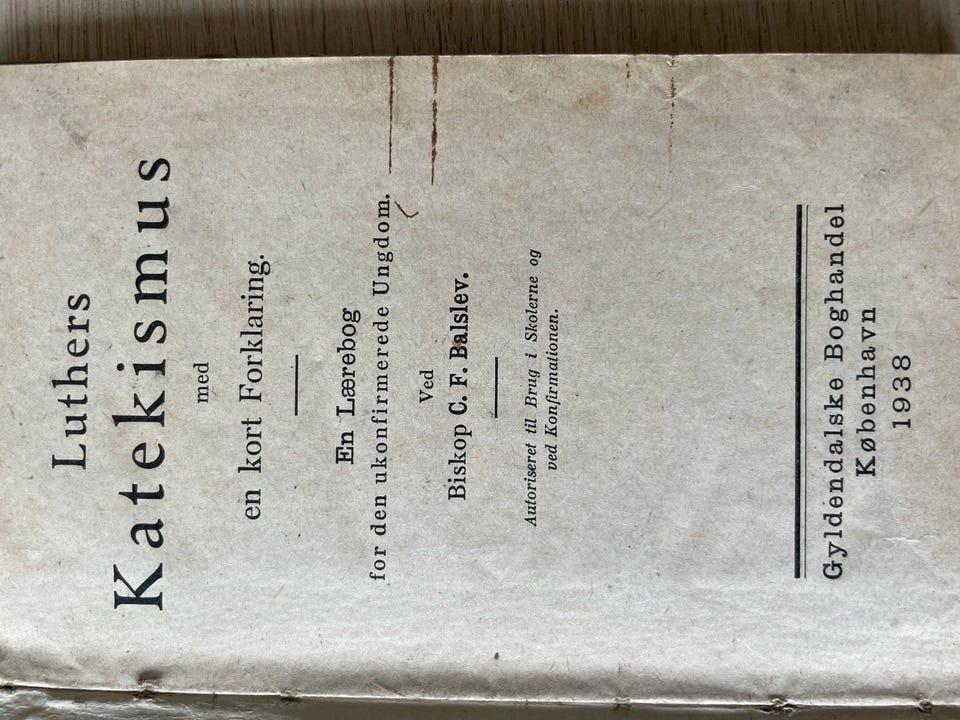 Luthers
Katekismus
med
en kort Forklaring.
En Lærebog
for den ukonfirmerede Ungdom.
Ved
Biskop C. F. Balslev.
Autoriseret til Brug i Skolerne og
ved Konfirmationen.
Gyldendalske Boghandel
København
1938